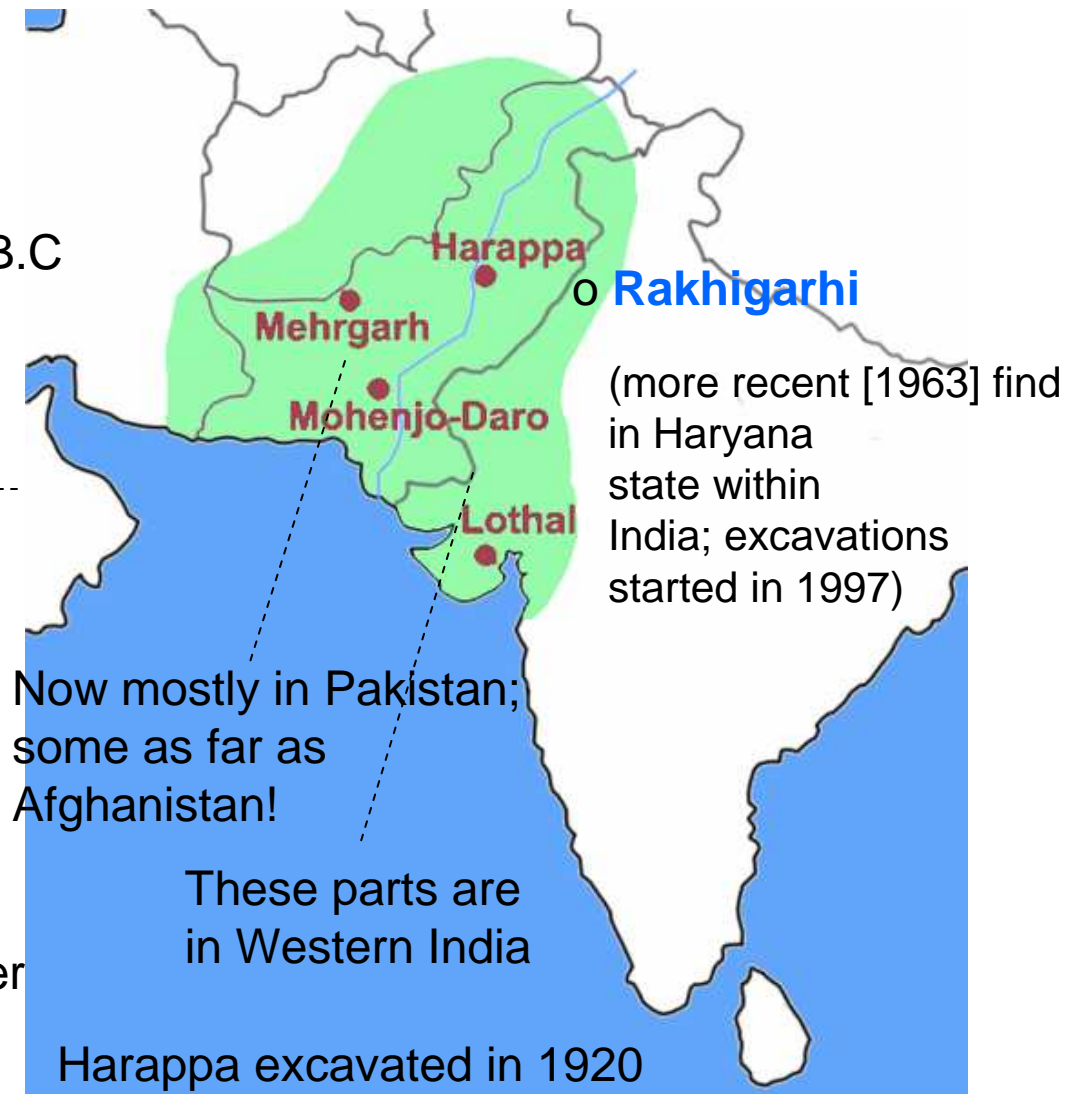 B.C
Harappa
o Rakhigarhi
Mehrgarh
(more recent [1963] find
in Haryana
state within
India; excavations
started in 1997)
Mohenjo-Daro
Lothal
Now mostly in Pakistan;
some as far as
Afghanistan!
These parts are
in Western India
er
Harappa excavated in 1920